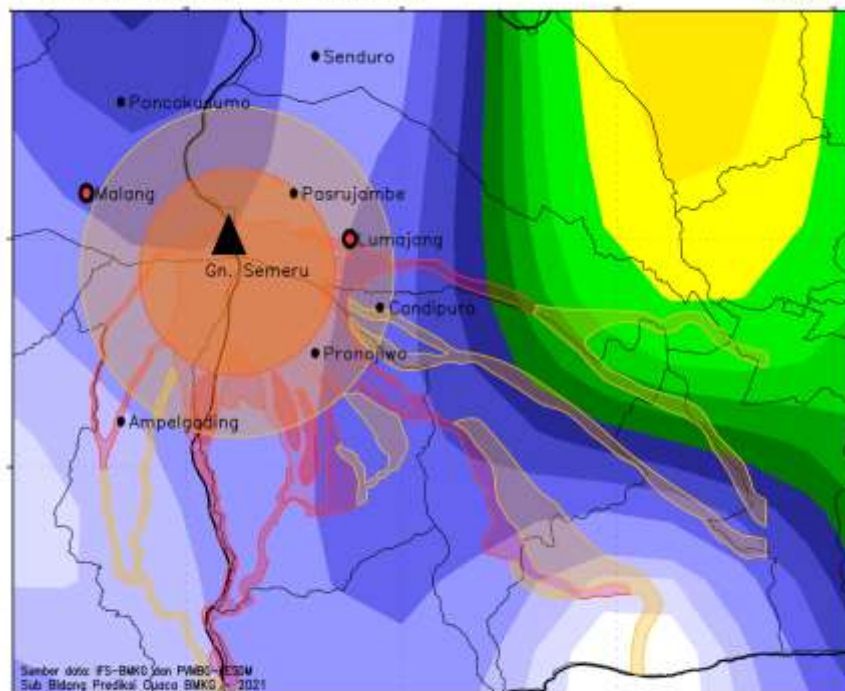 Senduro
Poncokusumo
Malang
Pasrujambe
Lumajang
Gn. Semeru
Candipuro
Pronojiwo
Ampelgading
Sumber data: IFS-BMKG dan PVMBG-ESDM
Sub Bidang Prediksi Cuaca BMKG - 2021